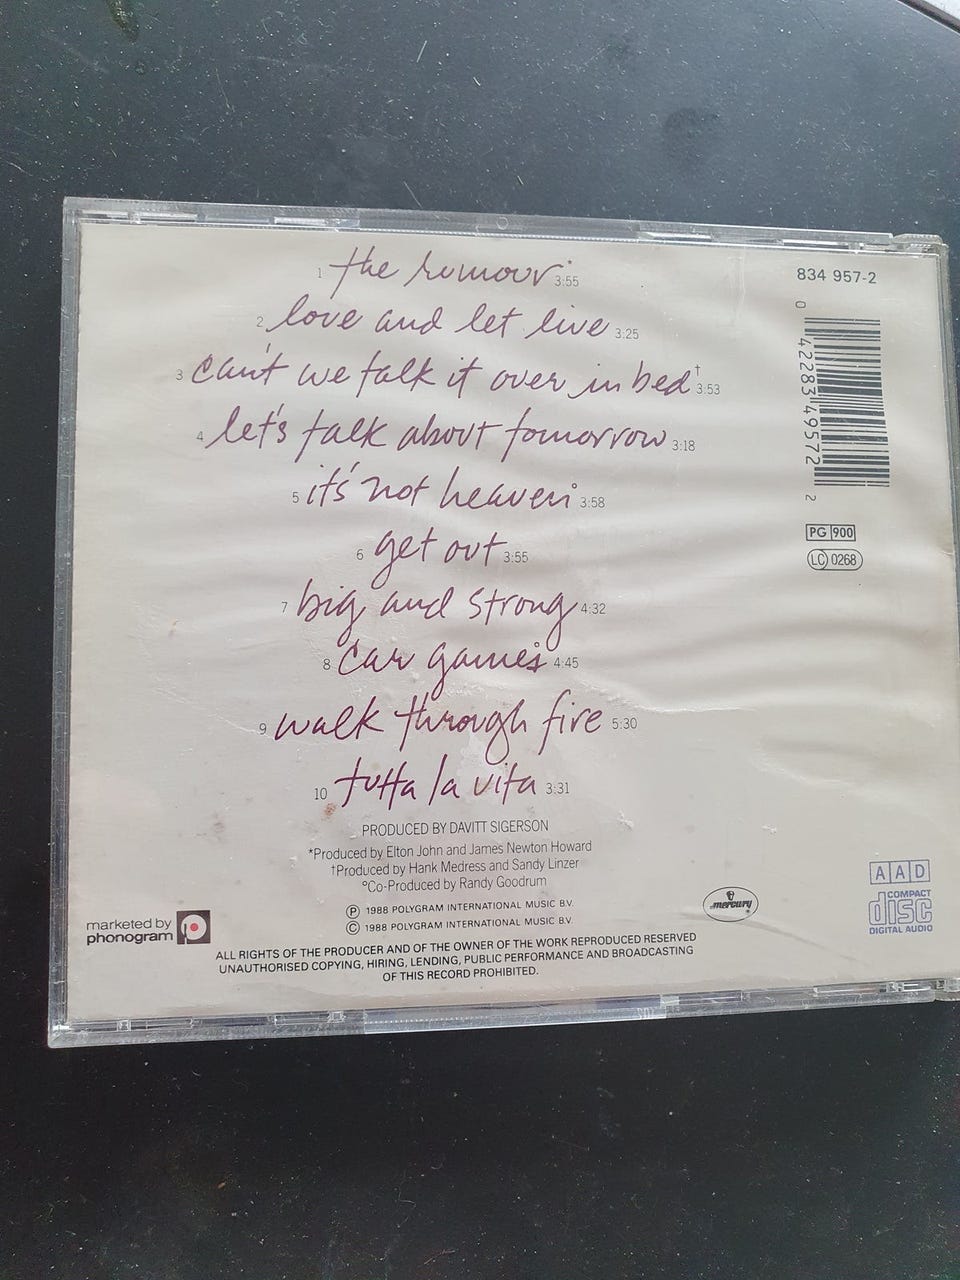 1 the rumour* 3:55
2 love and let live 3:25
3 can't we talk it over in bed† 3:53
4 let's talk about tomorrow 3:18
5 it's not heaven° 3:58
6 get out 3:55
7 big and strong 4:32
8 car games° 4:45
9 walk through fire 5:30
10 tutta la vita 3:31
PRODUCED BY DAVITT SIGERSON
*Produced by Elton John and James Newton Howard
†Produced by Hank Medress and Sandy Linzer
°Co-Produced by Randy Goodrum
Ⓟ 1988 POLYGRAM INTERNATIONAL MUSIC B.V.
© 1988 POLYGRAM INTERNATIONAL MUSIC B.V.
ALL RIGHTS OF THE PRODUCER AND OF THE OWNER OF THE WORK REPRODUCED RESERVED
UNAUTHORISED COPYING, HIRING, LENDING, PUBLIC PERFORMANCE AND BROADCASTING
OF THIS RECORD PROHIBITED.
marketed by
phonogram
mercury
834 957-2
0 42283 49572 2
PG 900
LC 0268
AAD
COMPACT
disc
DIGITAL AUDIO